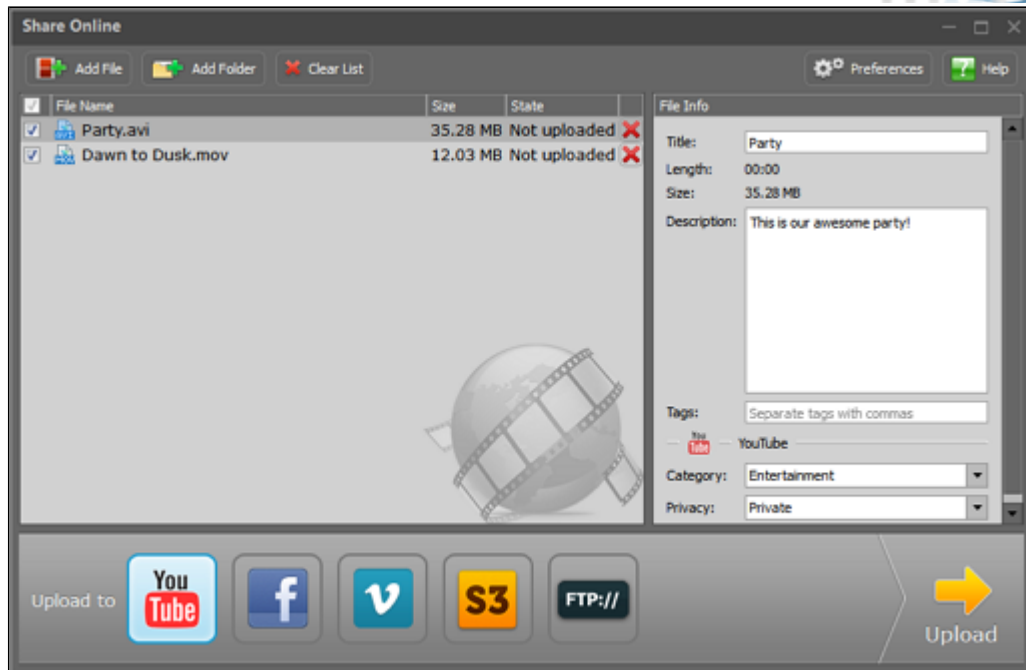 Share Online
Add File Add Folder Clear List Preferences Help
File Name Size State File Info
Party.avi 35.28 MB Not uploaded
Dawn to Dusk.mov 12.03 MB Not uploaded
Title: Party
Length: 00:00
Size: 35.28 MB
Description: This is our awesome party!
Tags: Separate tags with commas
You Tube YouTube
Category: Entertainment
Privacy: Private
Upload to You Tube f v S3 FTP:// Upload